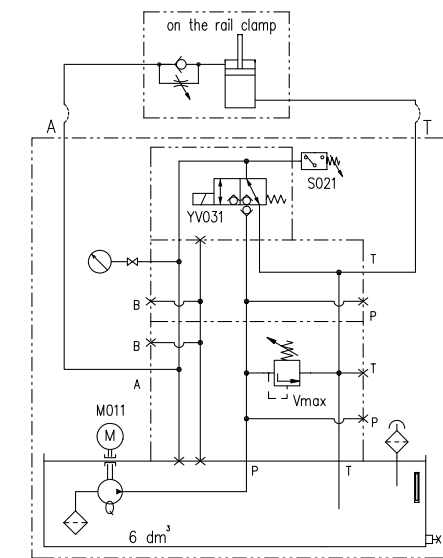 on the rail clamp
A
T
S021
YV031
T
B
P
B
T
A
Vmax
M011
P
M
P
T
Q
6 dm³